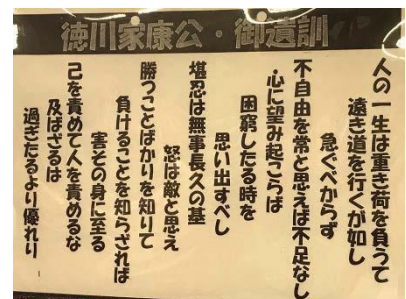 徳川家康公・御遺訓
人の一生は重き荷を負うて
遠き道を行くが如し
急ぐべからず
不自由を常と思えば不足なし
心に望み起こらば
困窮したる時を
思い出すべし
堪忍は無事長久の基
怒は敵と思え
勝つことばかりを知りて
負けることを知らざれば
害その身に至る
己を責めて人を責めるな
及ばざるは
過ぎたるより優れり